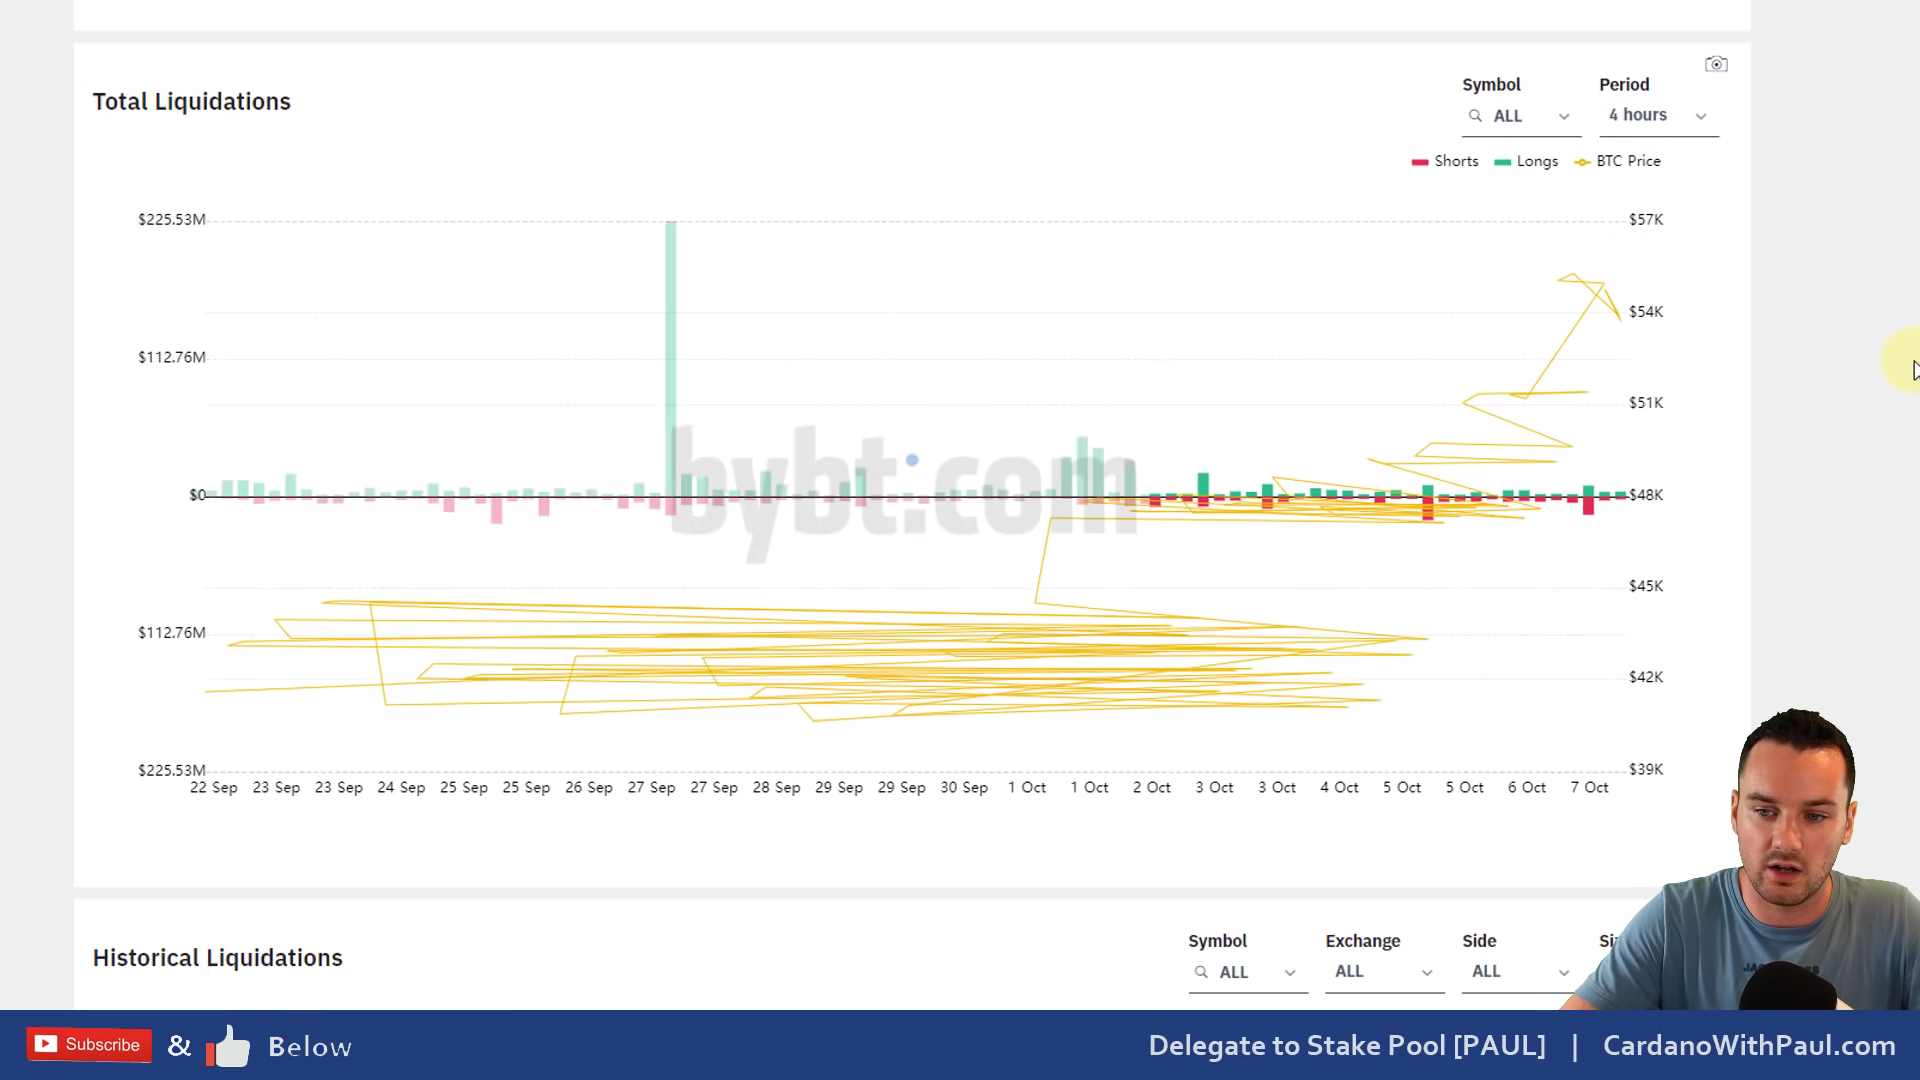 Total Liquidations
Symbol Period
ALL 4 hours
Shorts Longs BTC Price
$225.53M $57K
$54K
$112.76M
$51K
bybt.com
$0 $48K
$45K
$112.76M
$42K
$225.53M $39K
22 Sep 23 Sep 23 Sep 24 Sep 25 Sep 25 Sep 26 Sep 27 Sep 27 Sep 28 Sep 29 Sep 29 Sep 30 Sep 1 Oct 1 Oct 2 Oct 3 Oct 3 Oct 4 Oct 5 Oct 5 Oct 6 Oct 7 Oct
Historical Liquidations
Symbol Exchange Side
ALL ALL ALL
Subscribe & Below Delegate to Stake Pool [PAUL] | CardanoWithPaul.com